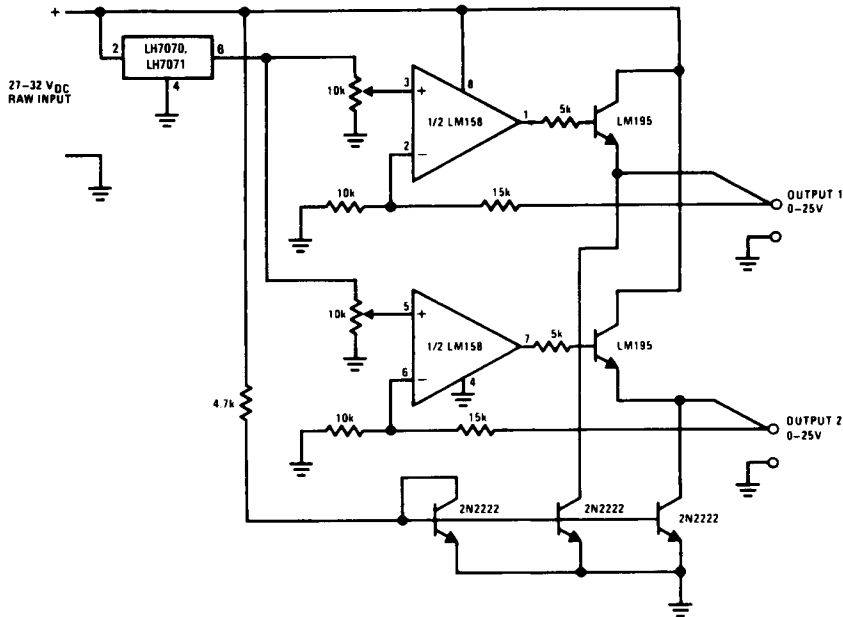 +
2
LH7070,
LH7071
6
4
27–32 VDC
RAW INPUT
10k
3
+
8
1/2 LM158
1
2
–
5k
LM195
10k
15k
OUTPUT 1
0–25V
10k
5
+
1/2 LM158
7
6
–
4
5k
LM195
4.7k
10k
15k
OUTPUT 2
0–25V
2N2222
2N2222
2N2222